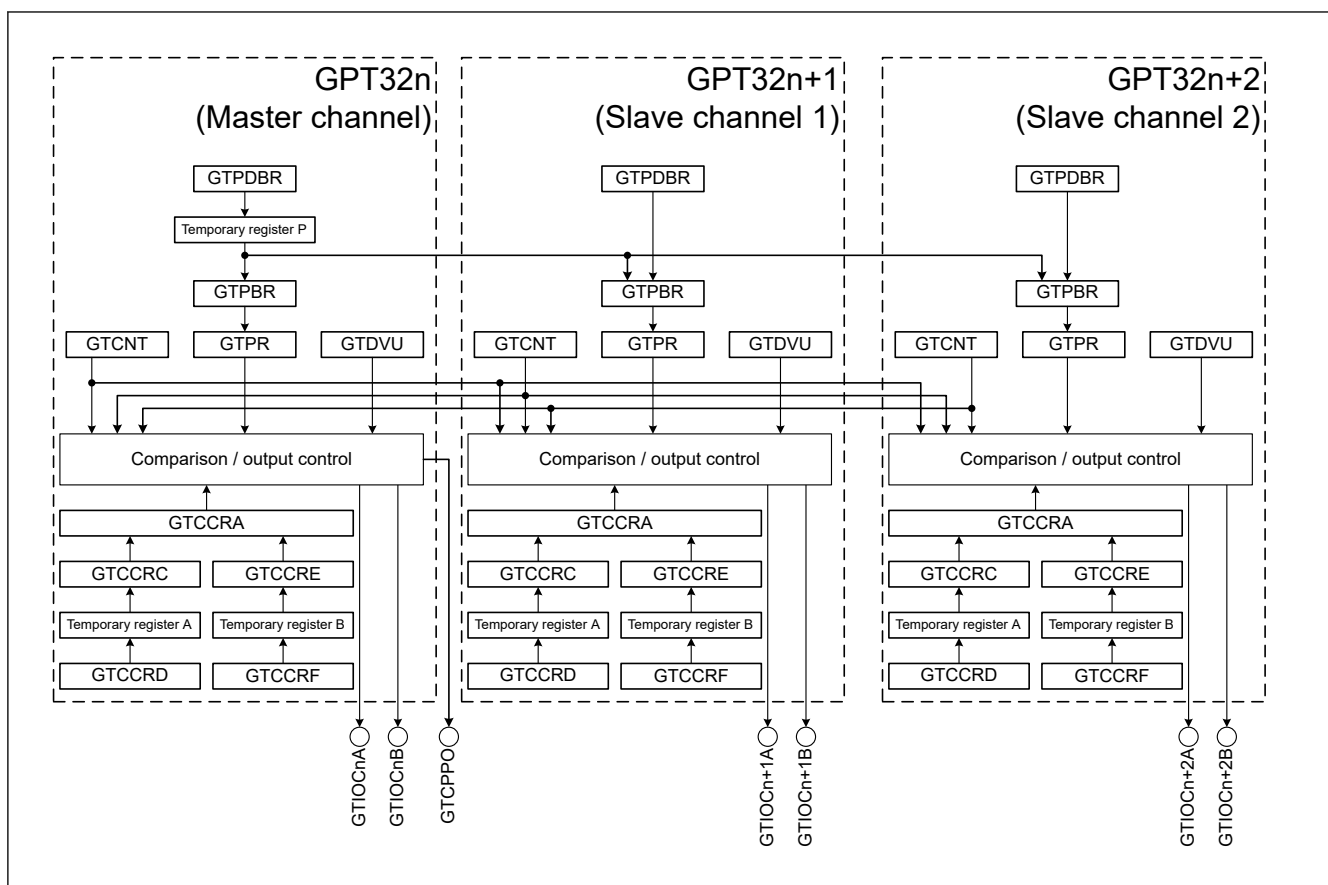 GPT32n
(Master channel)
GPT32n+1
(Slave channel 1)
GPT32n+2
(Slave channel 2)
GTPDBR
GTPDBR
GTPDBR
Temporary register P
GTPBR
GTPBR
GTPBR
GTCNT
GTPR
GTDVU
GTCNT
GTPR
GTDVU
GTCNT
GTPR
GTDVU
Comparison / output control
Comparison / output control
Comparison / output control
GTCCRA
GTCCRA
GTCCRA
GTCCRC
GTCCRE
GTCCRC
GTCCRE
GTCCRC
GTCCRE
Temporary register A
Temporary register B
Temporary register A
Temporary register B
Temporary register A
Temporary register B
GTCCRD
GTCCRF
GTCCRD
GTCCRF
GTCCRD
GTCCRF
GTIOCnA
GTIOCnB
GTCPPO
GTIOCn+1A
GTIOCn+1B
GTIOCn+2A
GTIOCn+2B